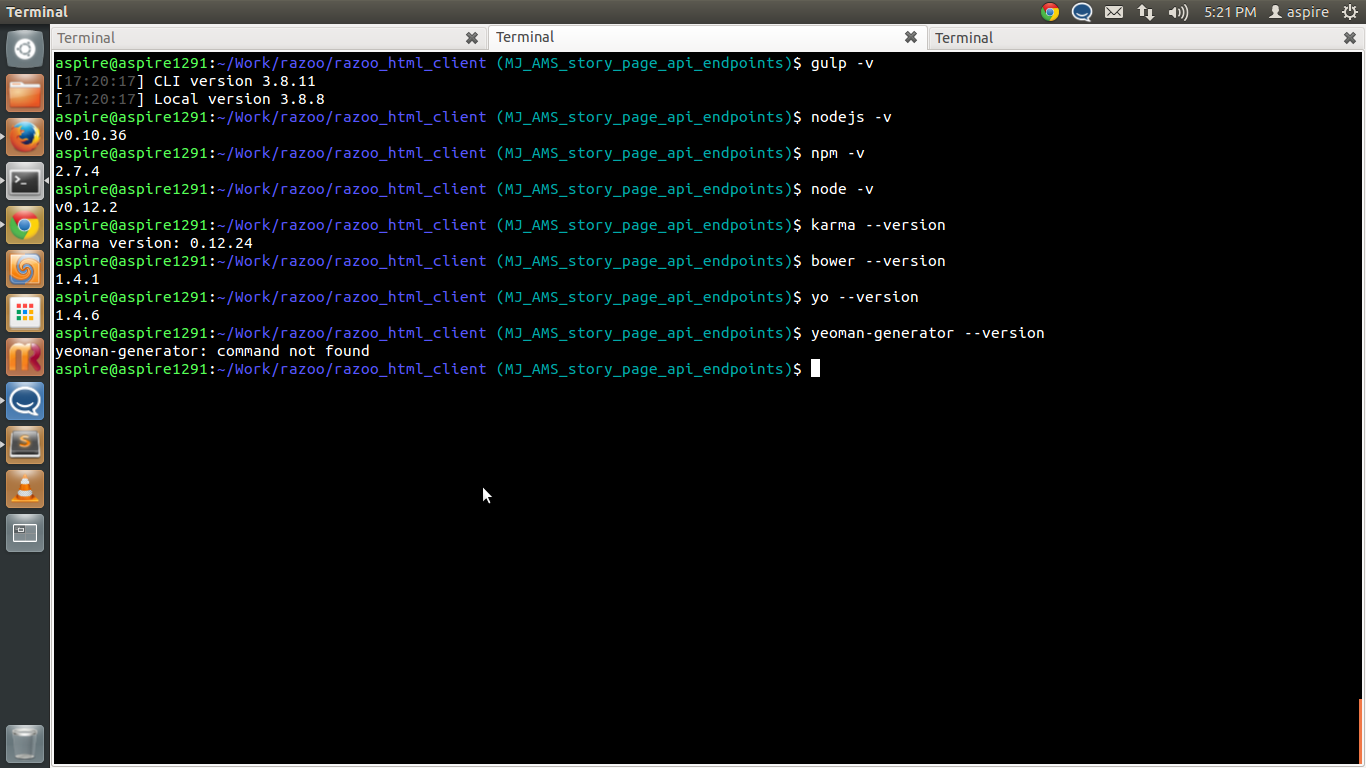 Terminal
5:21 PM aspire
Terminal Terminal Terminal
aspire@aspire1291:~/Work/razoo/razoo_html_client (MJ_AMS_story_page_api_endpoints)$ gulp -v
[17:20:17] CLI version 3.8.11
[17:20:17] Local version 3.8.8
aspire@aspire1291:~/Work/razoo/razoo_html_client (MJ_AMS_story_page_api_endpoints)$ nodejs -v
v0.10.36
aspire@aspire1291:~/Work/razoo/razoo_html_client (MJ_AMS_story_page_api_endpoints)$ npm -v
2.7.4
aspire@aspire1291:~/Work/razoo/razoo_html_client (MJ_AMS_story_page_api_endpoints)$ node -v
v0.12.2
aspire@aspire1291:~/Work/razoo/razoo_html_client (MJ_AMS_story_page_api_endpoints)$ karma --version
Karma version: 0.12.24
aspire@aspire1291:~/Work/razoo/razoo_html_client (MJ_AMS_story_page_api_endpoints)$ bower --version
1.4.1
aspire@aspire1291:~/Work/razoo/razoo_html_client (MJ_AMS_story_page_api_endpoints)$ yo --version
1.4.6
aspire@aspire1291:~/Work/razoo/razoo_html_client (MJ_AMS_story_page_api_endpoints)$ yeoman-generator --version
yeoman-generator: command not found
aspire@aspire1291:~/Work/razoo/razoo_html_client (MJ_AMS_story_page_api_endpoints)$